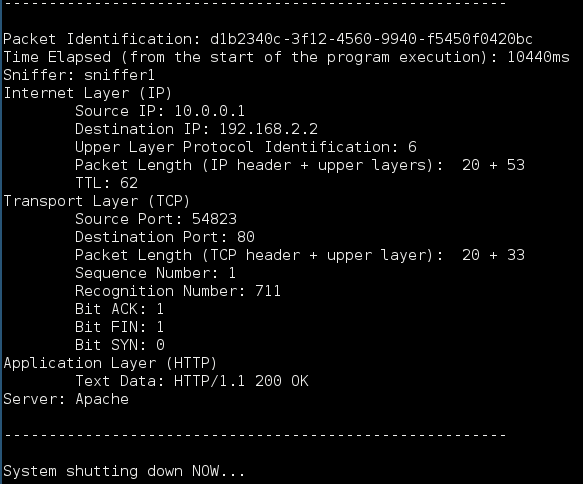 --------------------------------------------------------
Packet Identification: d1b2340c-3f12-4560-9940-f5450f0420bc
Time Elapsed (from the start of the program execution): 10440ms
Sniffer: sniffer1
Internet Layer (IP)
Source IP: 10.0.0.1
Destination IP: 192.168.2.2
Upper Layer Protocol Identification: 6
Packet Length (IP header + upper layers):  20 + 53
TTL: 62
Transport Layer (TCP)
Source Port: 54823
Destination Port: 80
Packet Length (TCP header + upper layer):  20 + 33
Sequence Number: 1
Recognition Number: 711
Bit ACK: 1
Bit FIN: 1
Bit SYN: 0
Application Layer (HTTP)
Text Data: HTTP/1.1 200 OK
Server: Apache
--------------------------------------------------------
System shutting down NOW...